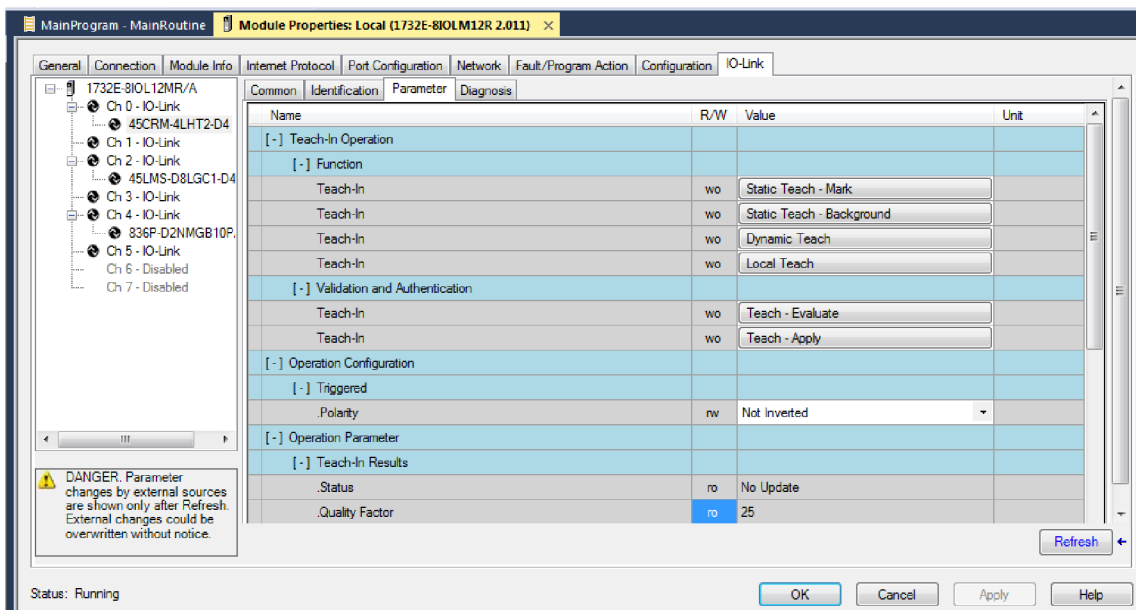 MainProgram - MainRoutine
Module Properties: Local (1732E-8IOLM12R 2.011)
General
Connection
Module Info
Internet Protocol
Port Configuration
Network
Fault/Program Action
Configuration
IO-Link
1732E-8IOL12MR/A
Ch 0 - IO-Link
45CRM-4LHT2-D4
Ch 1 - IO-Link
Ch 2 - IO-Link
45LMS-D8LGC1-D4
Ch 3 - IO-Link
Ch 4 - IO-Link
836P-D2NMGB10P.
Ch 5 - IO-Link
Ch 6 - Disabled
Ch 7 - Disabled
DANGER. Parameter
changes by external sources
are shown only after Refresh.
External changes could be
overwritten without notice.
Common
Identification
Parameter
Diagnosis
Name R/W Value Unit
[-] Teach-In Operation
[-] Function
Teach-In wo Static Teach - Mark
Teach-In wo Static Teach - Background
Teach-In wo Dynamic Teach
Teach-In wo Local Teach
[-] Validation and Authentication
Teach-In wo Teach - Evaluate
Teach-In wo Teach - Apply
[-] Operation Configuration
[-] Triggered
.Polarity rw Not Inverted
[-] Operation Parameter
[-] Teach-In Results
.Status ro No Update
.Quality Factor ro 25
Refresh
Status: Running
OK
Cancel
Apply
Help